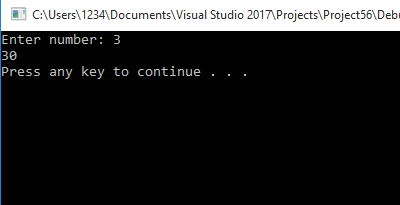 C:\Users\1234\Documents\Visual Studio 2017\Projects\Project56\Debu
Enter number: 3
30
Press any key to continue . . .